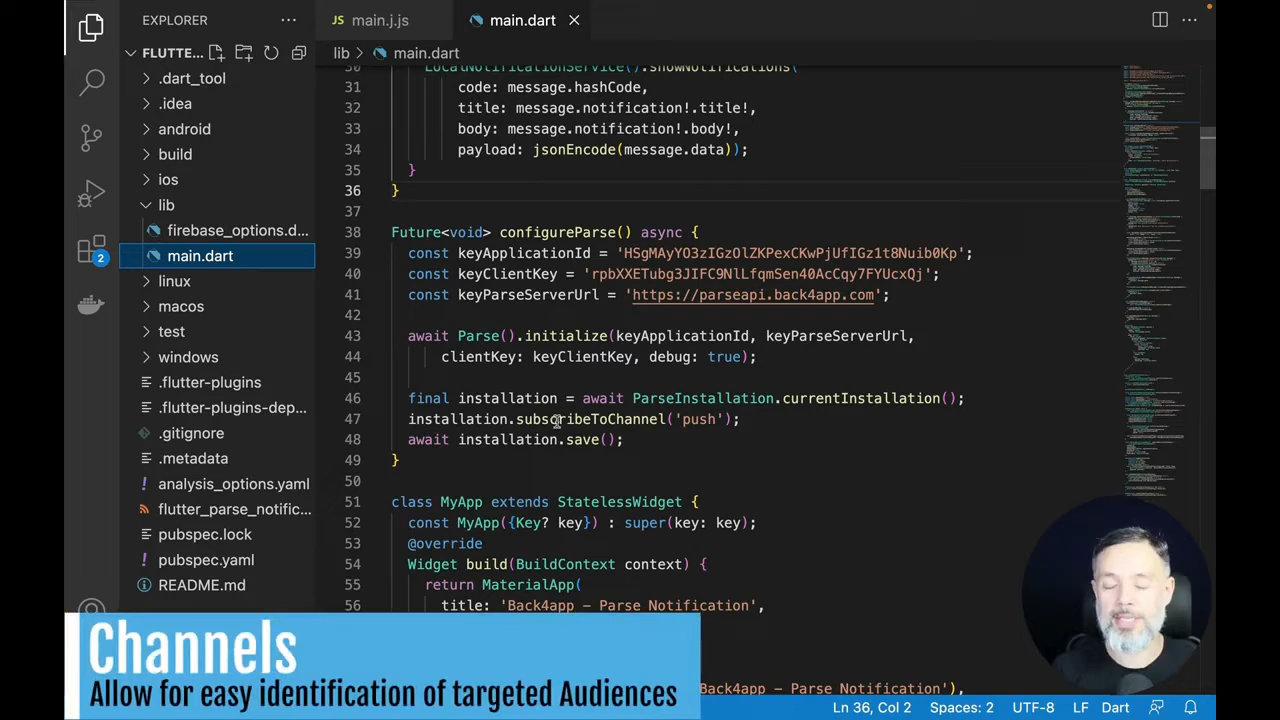 EXPLORER
JS main.j.js
main.dart
FLUTTE...
lib > main.dart
.dart_tool
.idea
android
build
ios
lib
firebase_options.d...
main.dart
linux
macos
test
windows
.flutter-plugins
.flutter-plugins-dep...
.gitignore
.metadata
analysis_options.yaml
flutter_parse_notific...
pubspec.lock
pubspec.yaml
README.md
2
30 LocalNotificationService().showNotifications(
31 code: message.hashCode,
32 title: message.notification!.title!,
33 body: message.notification!.body!,
34 payload: jsonEncode(message.data));
35 }
36 }
37
38 Future<void> configureParse() async {
39 const keyApplicationId =
40 const keyClientKey =
41 const keyParseServerUrl = 'https://parseapi.back4app.com';
42
43 await Parse().initialize(keyApplicationId, keyParseServerUrl,
44 clientKey: keyClientKey, debug: true);
45
46 final installation = await ParseInstallation.currentInstallation();
47 installation.subscribeToChannel('push');
48 await installation.save();
49 }
50
51 class MyApp extends StatelessWidget {
52 const MyApp({Key? key}) : super(key: key);
53 @override
54 Widget build(BuildContext context) {
55 return MaterialApp(
56 title: 'Back4app - Parse Notification',
Back4app - Parse Notification'),
Channels
Allow for easy identification of targeted Audiences
Ln 36, Col 2 Spaces: 2 UTF-8 LF Dart